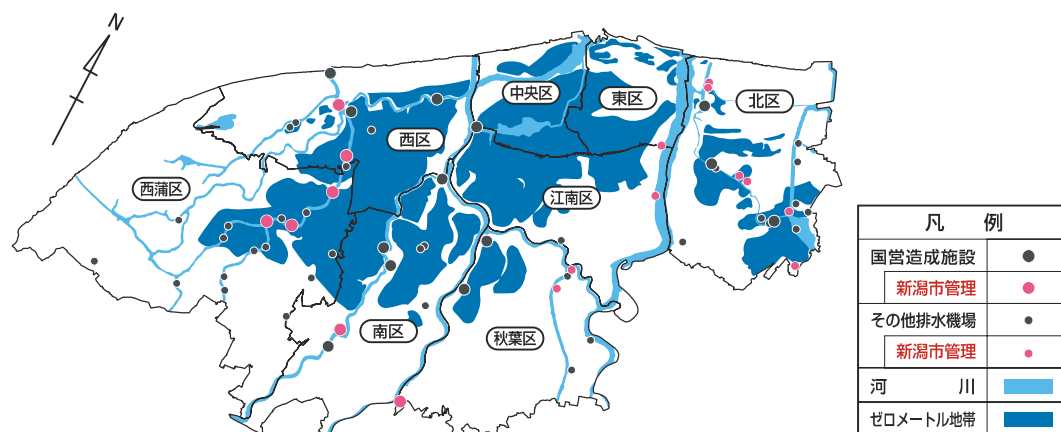 N
中央区
東区
北区
西区
西蒲区
江南区
南区
秋葉区
凡　例
国営造成施設
新潟市管理
その他排水機場
新潟市管理
河　川
ゼロメートル地帯